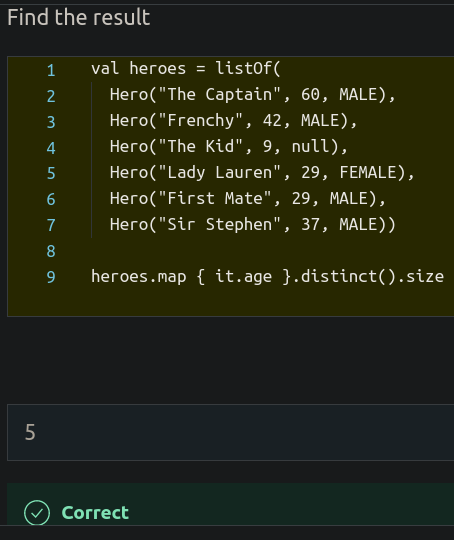 Find the result
1 val heroes = listOf(
2 Hero("The Captain", 60, MALE),
3 Hero("Frenchy", 42, MALE),
4 Hero("The Kid", 9, null),
5 Hero("Lady Lauren", 29, FEMALE),
6 Hero("First Mate", 29, MALE),
7 Hero("Sir Stephen", 37, MALE))
8
9 heroes.map { it.age }.distinct().size
5
Correct